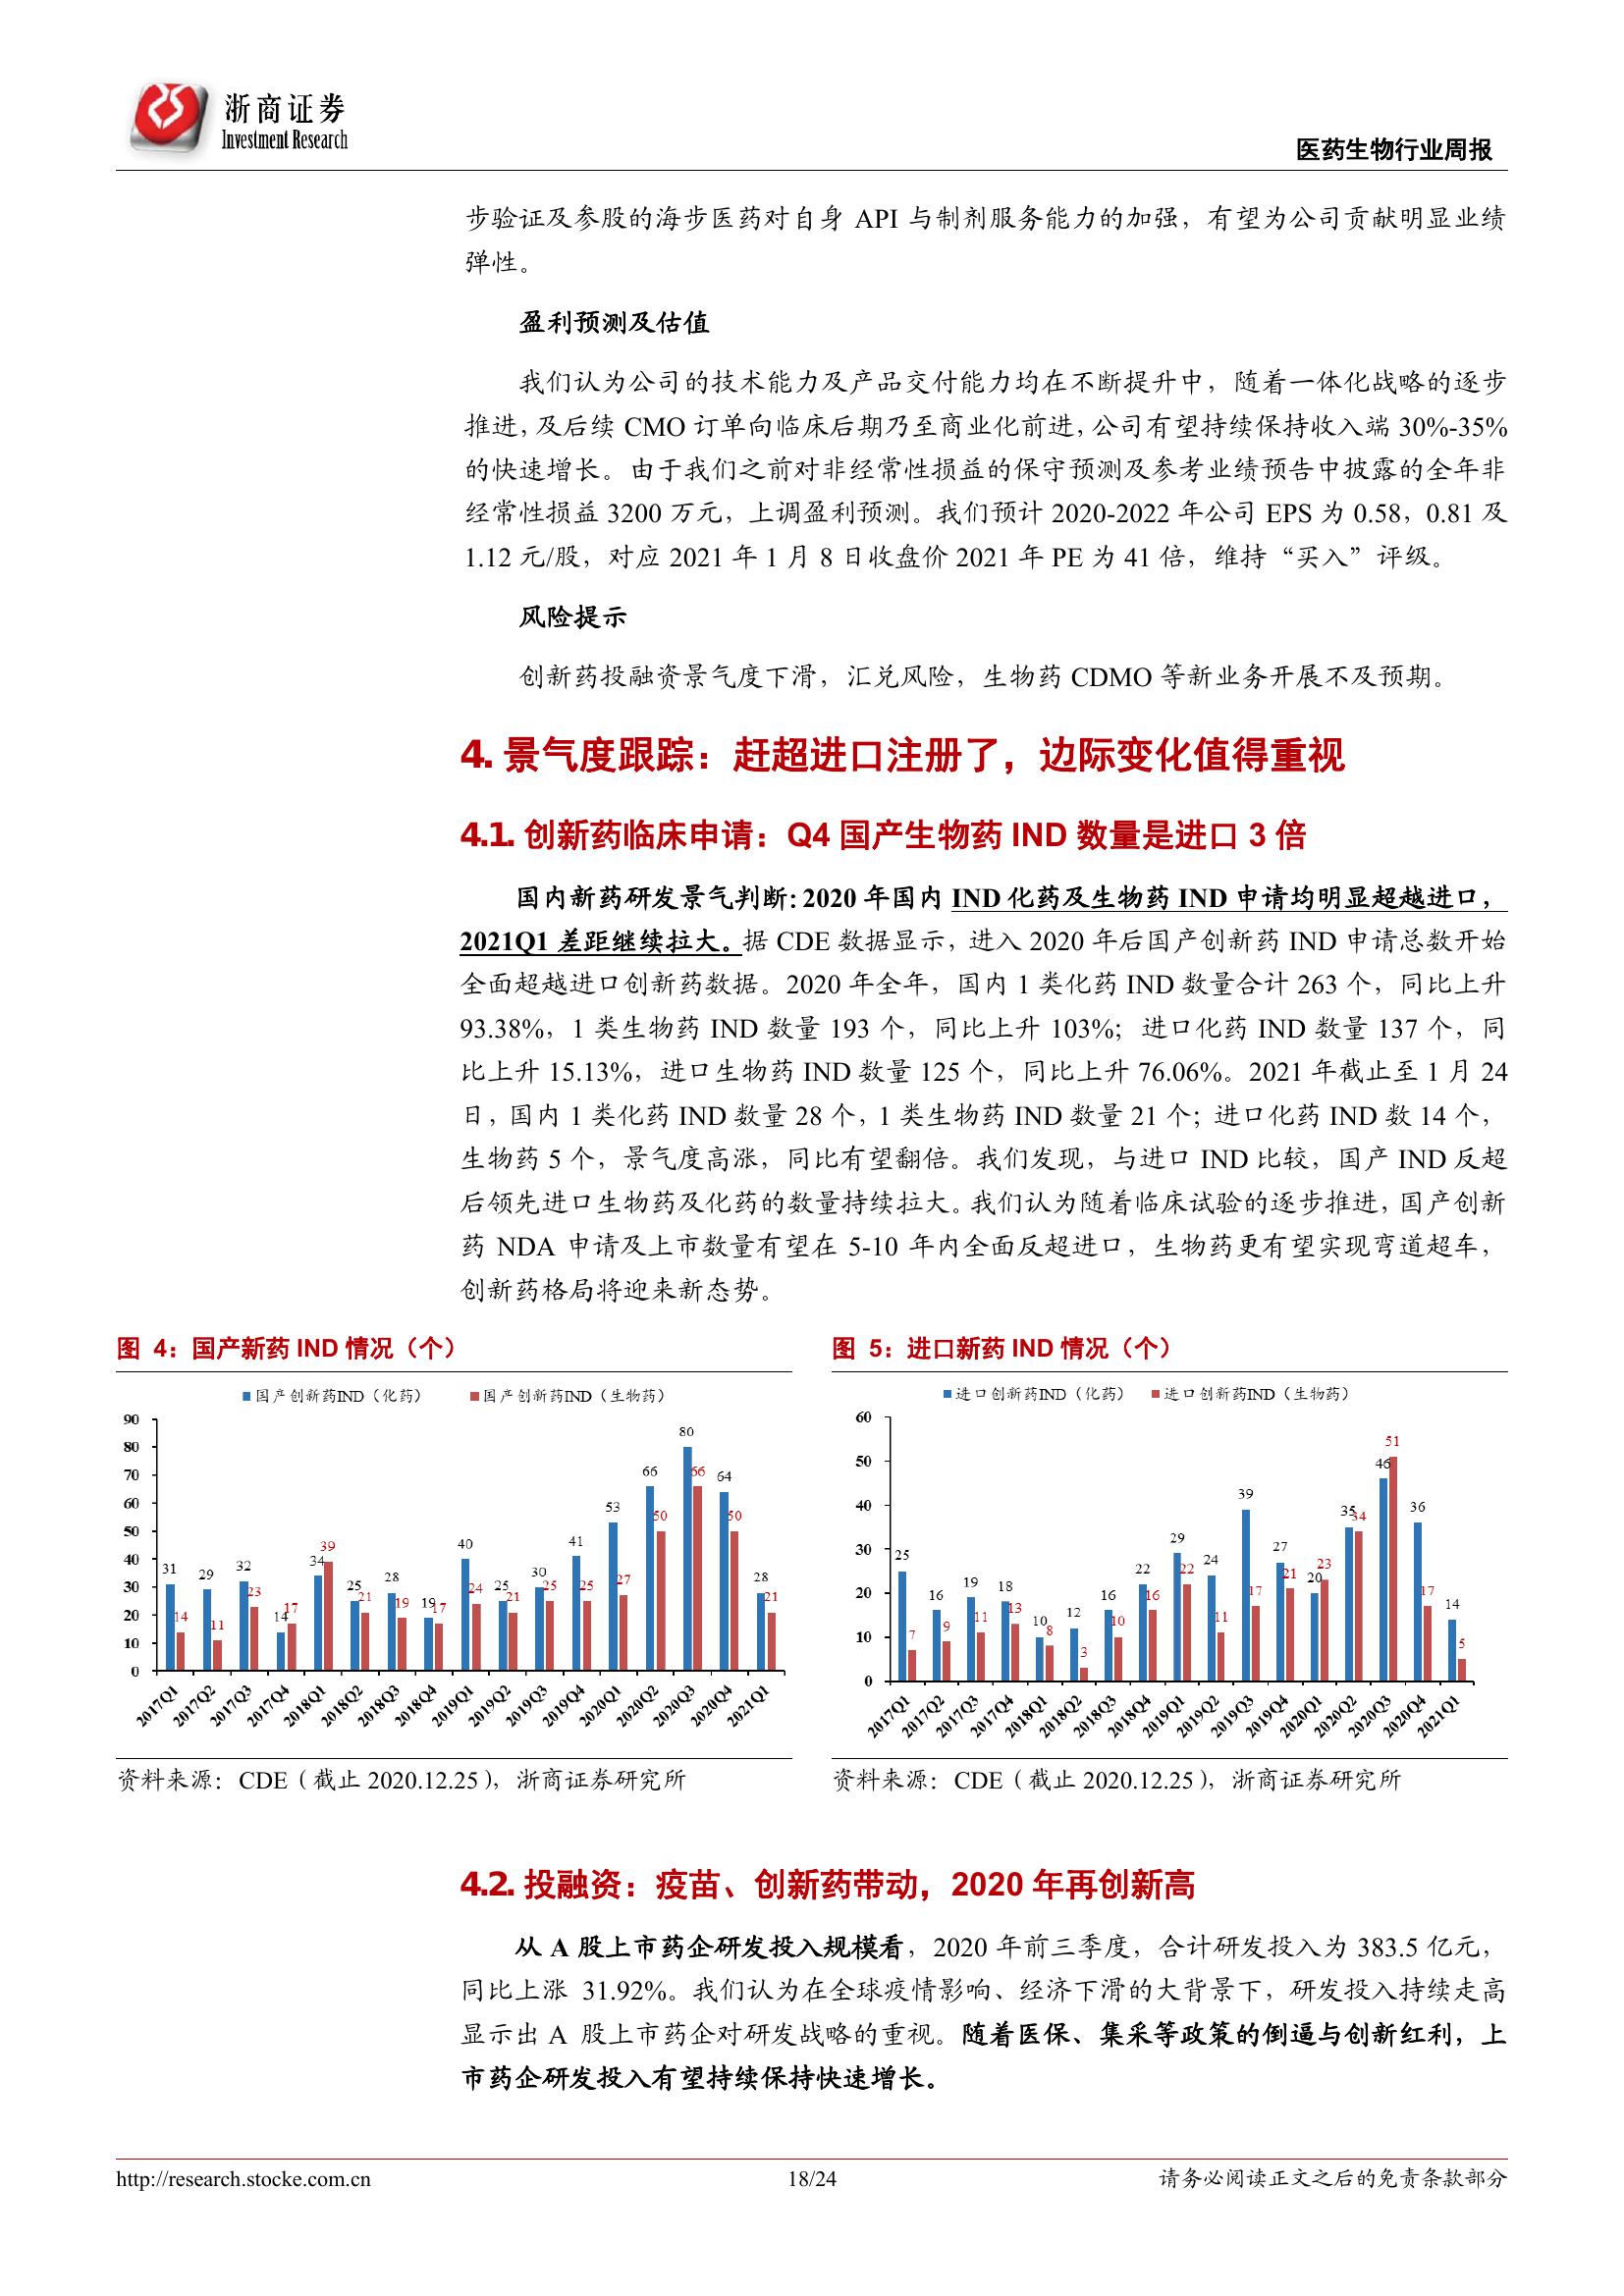 浙商证券
Investment Research
医药生物行业周报
步验证及参股的海步医药对自身 API 与制剂服务能力的加强，有望为公司贡献明显业绩
弹性。
盈利预测及估值
我们认为公司的技术能力及产品交付能力均在不断提升中，随着一体化战略的逐步
推进，及后续 CMO 订单向临床后期乃至商业化前进，公司有望持续保持收入端 30%-35%
的快速增长。由于我们之前对非经常性损益的保守预测及参考业绩预告中披露的全年非
经常性损益 3200 万元，上调盈利预测。我们预计 2020-2022 年公司 EPS 为 0.58，0.81 及
1.12 元/股，对应 2021 年 1 月 8 日收盘价 2021 年 PE 为 41 倍，维持“买入”评级。
风险提示
创新药投融资景气度下滑，汇兑风险，生物药 CDMO 等新业务开展不及预期。
4. 景气度跟踪：赶超进口注册了，边际变化值得重视
4.1. 创新药临床申请：Q4 国产生物药 IND 数量是进口 3 倍
国内新药研发景气判断：2020 年国内 IND 化药及生物药 IND 申请均明显超越进口，
2021Q1 差距继续拉大。据 CDE 数据显示，进入 2020 年后国产创新药 IND 申请总数开始
全面超越进口创新药数据。2020 年全年，国内 1 类化药 IND 数量合计 263 个，同比上升
93.38%，1 类生物药 IND 数量 193 个，同比上升 103%；进口化药 IND 数量 137 个，同
比上升 15.13%，进口生物药 IND 数量 125 个，同比上升 76.06%。2021 年截止至 1 月 24
日，国内 1 类化药 IND 数量 28 个，1 类生物药 IND 数量 21 个；进口化药 IND 数 14 个，
生物药 5 个，景气度高涨，同比有望翻倍。我们发现，与进口 IND 比较，国产 IND 反超
后领先进口生物药及化药的数量持续拉大。我们认为随着临床试验的逐步推进，国产创新
药 NDA 申请及上市数量有望在 5-10 年内全面反超进口，生物药更有望实现弯道超车，
创新药格局将迎来新态势。
图 4：国产新药 IND 情况（个）
国产创新药IND（化药） 国产创新药IND（生物药）
90
80
70
60
50
40
30
20
10
0
31 29 32 14 34 25 28 19 40 25 30 41 53 66 80 64 28
14 11 23 17 39 21 19 17 24 21 25 25 27 50 66 50 21
2017Q1 2017Q2 2017Q3 2017Q4 2018Q1 2018Q2 2018Q3 2018Q4 2019Q1 2019Q2 2019Q3 2019Q4 2020Q1 2020Q2 2020Q3 2020Q4 2021Q1
资料来源：CDE（截止 2020.12.25），浙商证券研究所
图 5：进口新药 IND 情况（个）
进口创新药IND（化药） 进口创新药IND（生物药）
60
50
40
30
20
10
0
25 16 19 18 10 12 16 22 29 24 39 27 20 35 46 36 14
7 9 11 13 8 3 10 16 22 11 17 21 23 34 51 17 5
2017Q1 2017Q2 2017Q3 2017Q4 2018Q1 2018Q2 2018Q3 2018Q4 2019Q1 2019Q2 2019Q3 2019Q4 2020Q1 2020Q2 2020Q3 2020Q4 2021Q1
资料来源：CDE（截止 2020.12.25），浙商证券研究所
4.2. 投融资：疫苗、创新药带动，2020 年再创新高
从 A 股上市药企研发投入规模看，2020 年前三季度，合计研发投入为 383.5 亿元，
同比上涨 31.92%。我们认为在全球疫情影响、经济下滑的大背景下，研发投入持续走高
显示出 A 股上市药企对研发战略的重视。随着医保、集采等政策的倒逼与创新红利，上
市药企研发投入有望持续保持快速增长。
http://research.stocke.com.cn
18/24
请务必阅读正文之后的免责条款部分